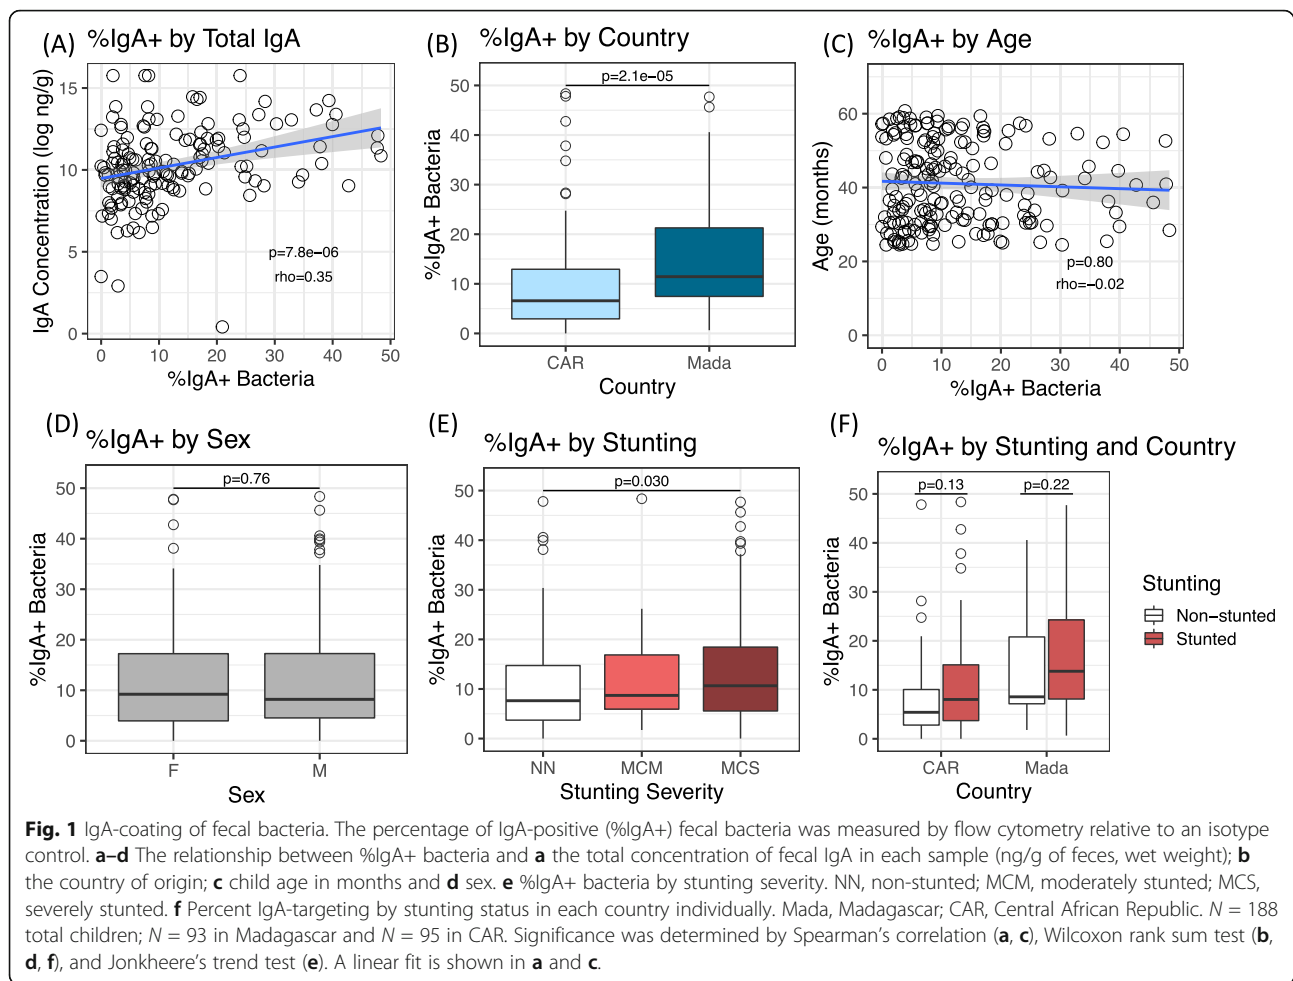 (A) %IgA+ by Total IgA
IgA Concentration (log ng/g)
15
10
5
0
p=7.8e−06
rho=0.35
0 10 20 30 40 50
%IgA+ Bacteria
(B) %IgA+ by Country
%IgA+ Bacteria
50
40
30
20
10
0
p=2.1e−05
CAR Mada
Country
(C) %IgA+ by Age
Age (months)
60
40
20
0
p=0.80
rho=−0.02
0 10 20 30 40 50
%IgA+ Bacteria
(D) %IgA+ by Sex
%IgA+ Bacteria
50
40
30
20
10
0
p=0.76
F M
Sex
(E) %IgA+ by Stunting
%IgA+ Bacteria
50
40
30
20
10
0
p=0.030
NN MCM MCS
Stunting Severity
(F) %IgA+ by Stunting and Country
%IgA+ Bacteria
50
40
30
20
10
0
p=0.13 p=0.22
CAR Mada
Country
Stunting
Non−stunted
Stunted
Fig. 1 IgA-coating of fecal bacteria. The percentage of IgA-positive (%IgA+) fecal bacteria was measured by flow cytometry relative to an isotype
control. a–d The relationship between %IgA+ bacteria and a the total concentration of fecal IgA in each sample (ng/g of feces, wet weight); b
the country of origin; c child age in months and d sex. e %IgA+ bacteria by stunting severity. NN, non-stunted; MCM, moderately stunted; MCS,
severely stunted. f Percent IgA-targeting by stunting status in each country individually. Mada, Madagascar; CAR, Central African Republic. N = 188
total children; N = 93 in Madagascar and N = 95 in CAR. Significance was determined by Spearman's correlation (a, c), Wilcoxon rank sum test (b,
d, f), and Jonkheere's trend test (e). A linear fit is shown in a and c.